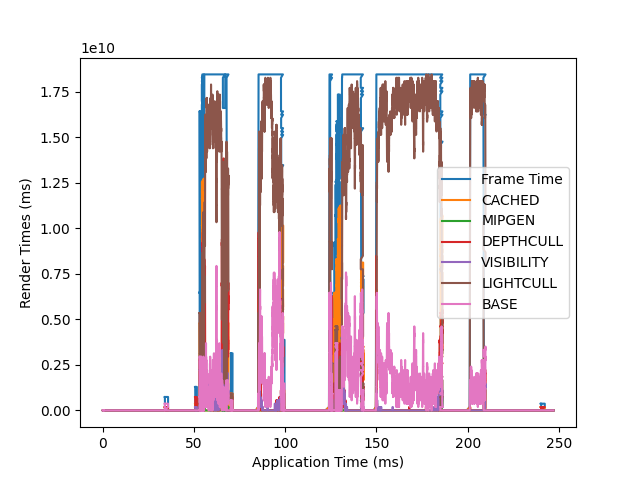 1e10
1.75
1.50
1.25
1.00
0.75
0.50
0.25
0.00
Render Times (ms)
Frame Time
CACHED
MIPGEN
DEPTHCULL
VISIBILITY
LIGHTCULL
BASE
0 50 100 150 200 250
Application Time (ms)